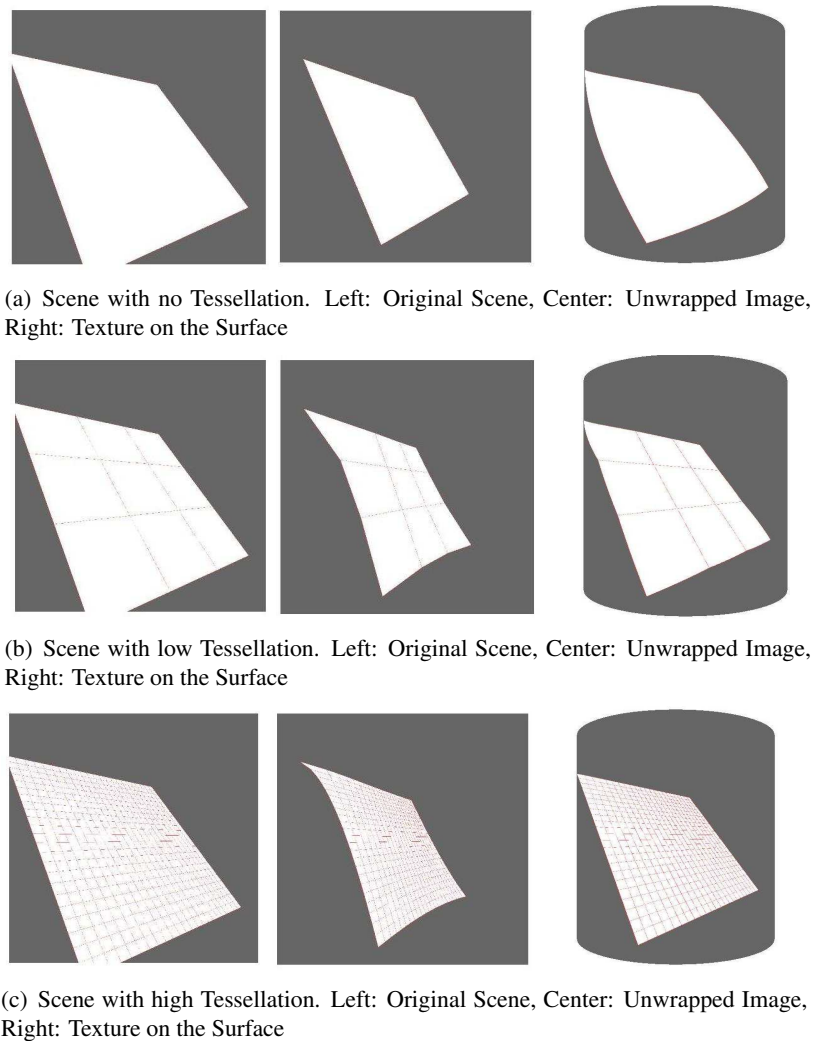 (a) Scene with no Tessellation. Left: Original Scene, Center: Unwrapped Image,
Right: Texture on the Surface
(b) Scene with low Tessellation. Left: Original Scene, Center: Unwrapped Image,
Right: Texture on the Surface
(c) Scene with high Tessellation. Left: Original Scene, Center: Unwrapped Image,
Right: Texture on the Surface